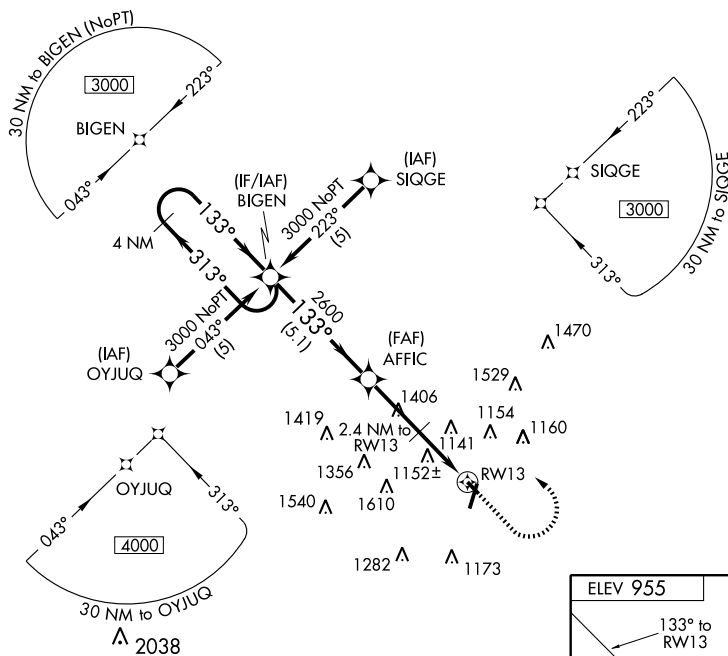 30 NM to BIGEN (NoPT)
3000
223°
BIGEN
043°
223°
SIQGE
3000
313°
30 NM to SIQGE
(IAF)
SIQGE
(IF/IAF)
BIGEN
3000 NoPT
223°
(5)
133°
4 NM
313°
3000 NoPT
043°
(5)
(IAF)
OYJUQ
2600
133°
(5.1)
(FAF)
AFFIC
1470
1529
1406
1419
2.4 NM to
RW13
1154
1160
1141
1356
1152±
RW13
1540
1610
1282
1173
OYJUQ
043°
313°
4000
30 NM to OYJUQ
2038
ELEV 955
133° to
RW13